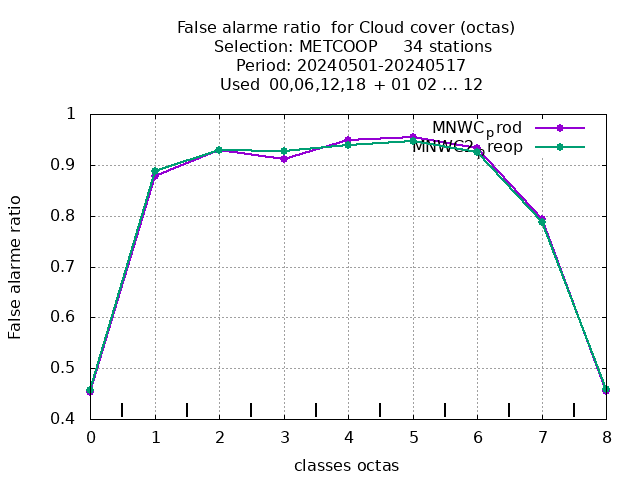 False alarme ratio  for Cloud cover (octas)
Selection: METCOOP     34 stations
Period: 20240501-20240517
Used  00,06,12,18  + 01 02 ... 12
1
MNWC_prod
MNWC2_preop
0.9
0.8
0.7
0.6
0.5
0.4
False alarme ratio
0 1 2 3 4 5 6 7 8
classes octas